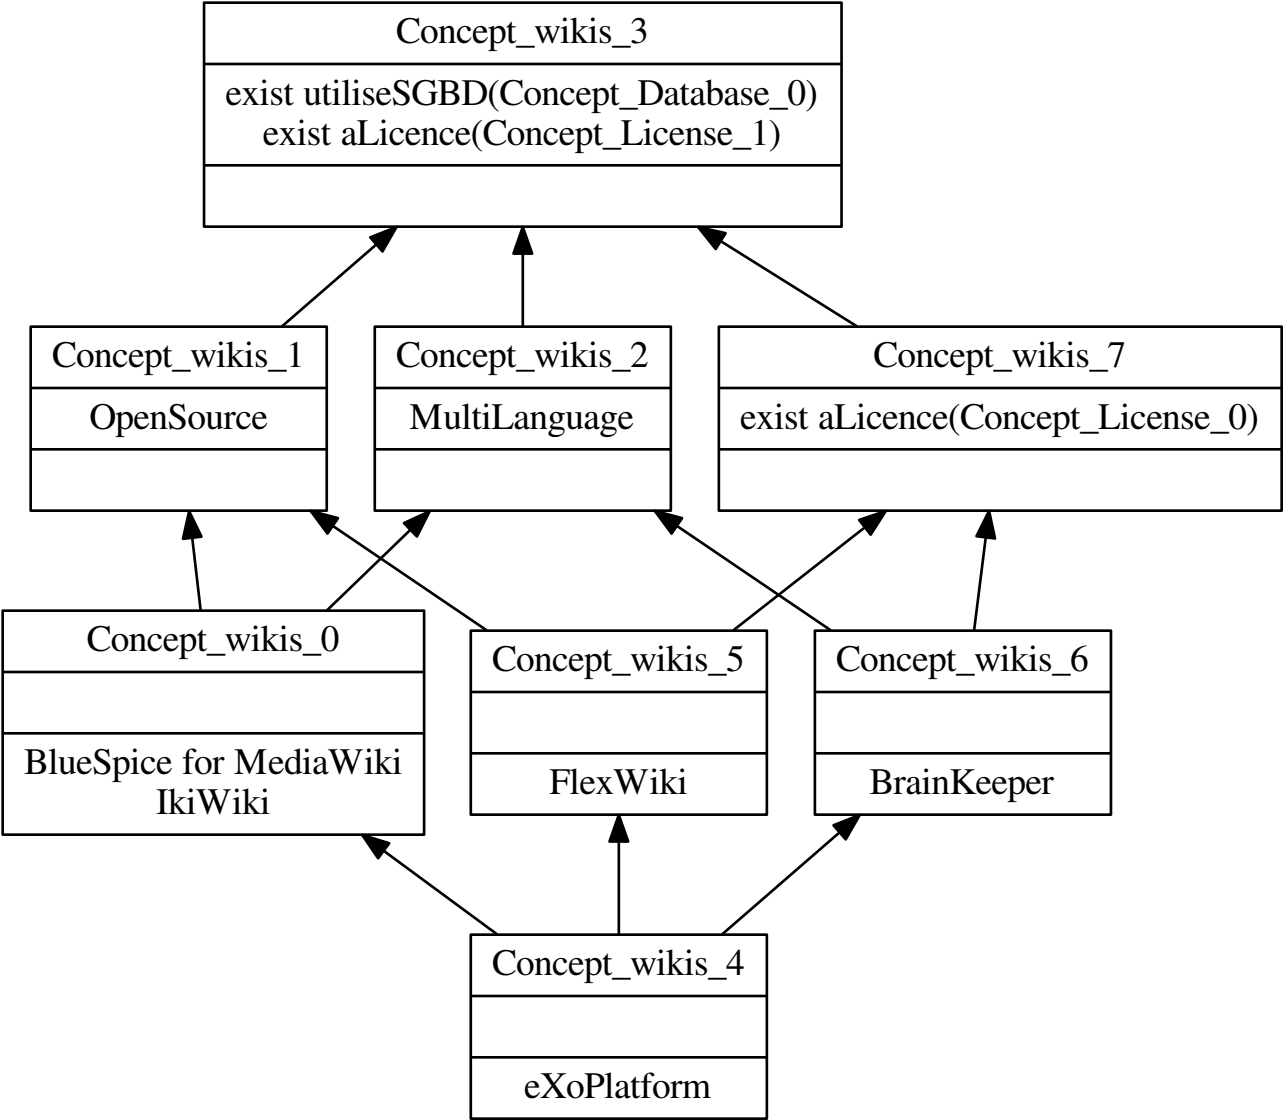 Concept_wikis_3
exist utiliseSGBD(Concept_Database_0)
exist aLicence(Concept_License_1)
Concept_wikis_1
OpenSource
Concept_wikis_2
MultiLanguage
Concept_wikis_7
exist aLicence(Concept_License_0)
Concept_wikis_0
BlueSpice for MediaWiki
IkiWiki
Concept_wikis_5
FlexWiki
Concept_wikis_6
BrainKeeper
Concept_wikis_4
eXoPlatform